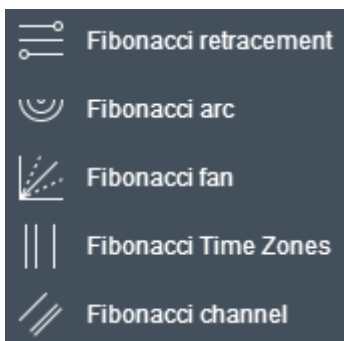 Fibonacci retracement
Fibonacci arc
Fibonacci fan
Fibonacci Time Zones
Fibonacci channel